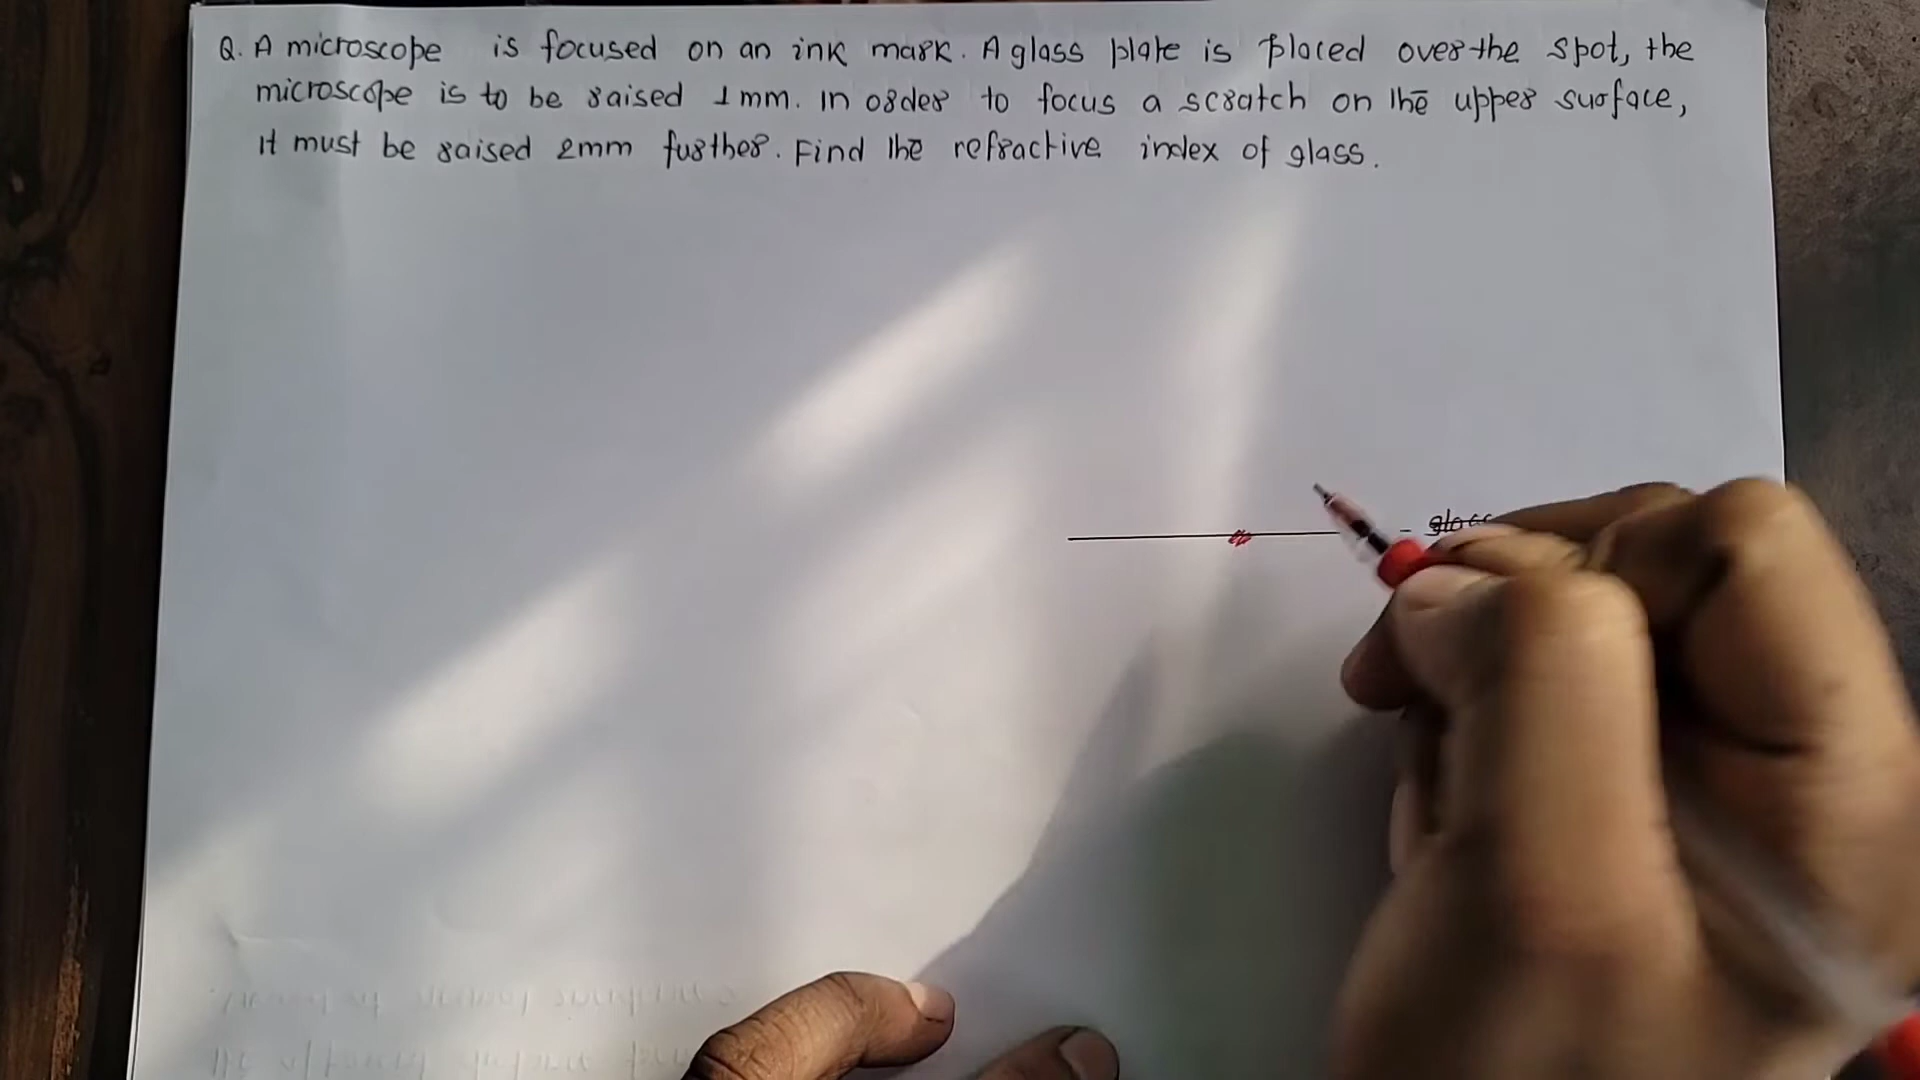 Q. A microscope is focused on an ink mark. A glass plate is placed over the spot, the
microscope is to be raised 1mm. In order to focus a scratch on the upper surface,
it must be raised 2mm further. Find the refractive index of glass.